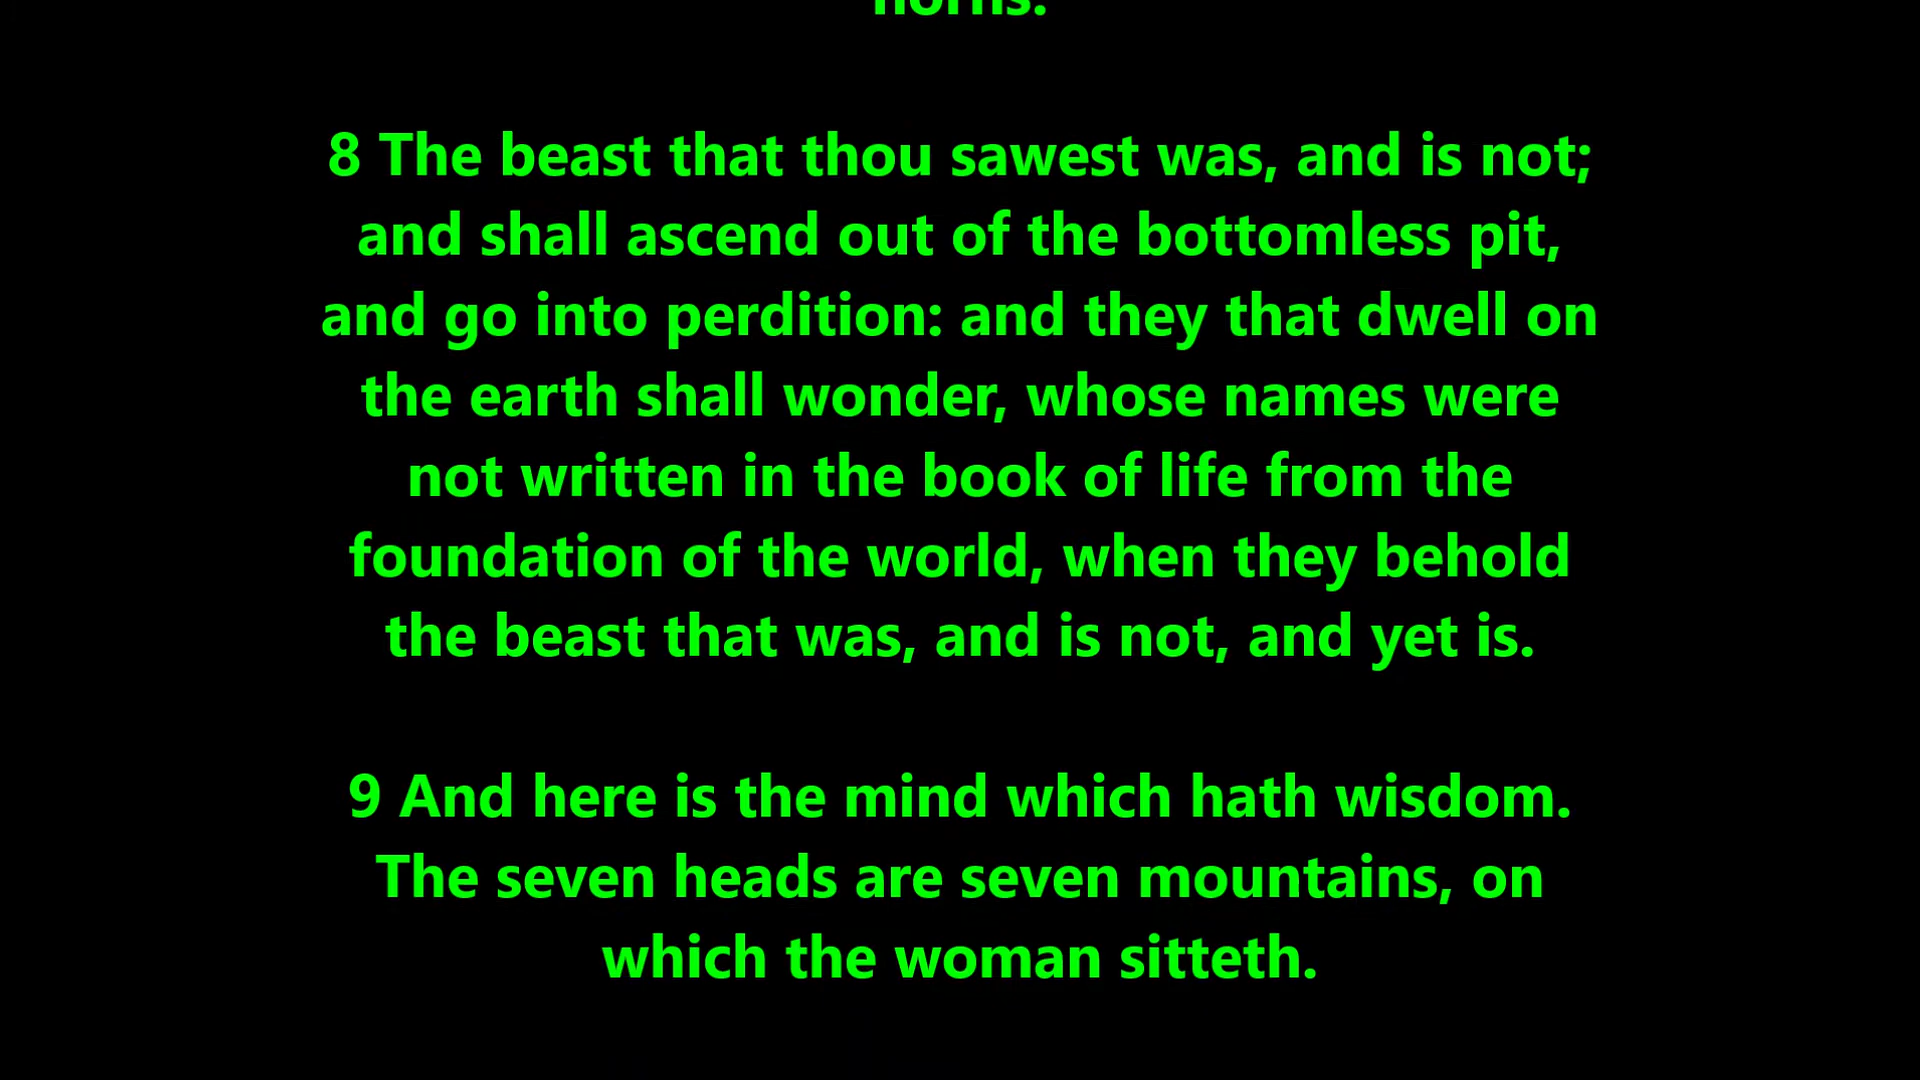 horns.
8 The beast that thou sawest was, and is not;
and shall ascend out of the bottomless pit,
and go into perdition: and they that dwell on
the earth shall wonder, whose names were
not written in the book of life from the
foundation of the world, when they behold
the beast that was, and is not, and yet is.
9 And here is the mind which hath wisdom.
The seven heads are seven mountains, on
which the woman sitteth.